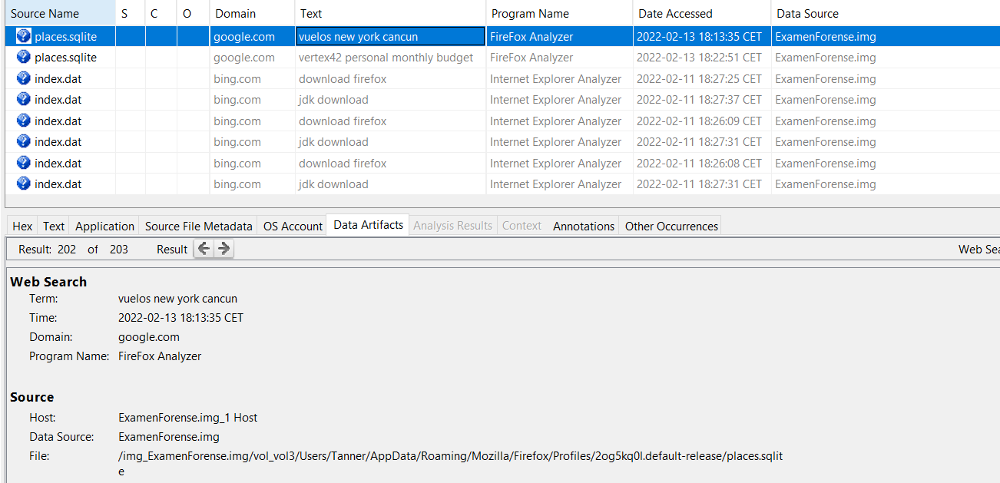 Source Name S C O Domain Text Program Name Date Accessed Data Source
places.sqlite google.com vuelos new york cancun FireFox Analyzer 2022-02-13 18:13:35 CET ExamenForense.img
places.sqlite google.com vertex42 personal monthly budget FireFox Analyzer 2022-02-13 18:22:51 CET ExamenForense.img
index.dat bing.com download firefox Internet Explorer Analyzer 2022-02-11 18:27:25 CET ExamenForense.img
index.dat bing.com jdk download Internet Explorer Analyzer 2022-02-11 18:27:37 CET ExamenForense.img
index.dat bing.com download firefox Internet Explorer Analyzer 2022-02-11 18:26:09 CET ExamenForense.img
index.dat bing.com jdk download Internet Explorer Analyzer 2022-02-11 18:27:31 CET ExamenForense.img
index.dat bing.com download firefox Internet Explorer Analyzer 2022-02-11 18:26:08 CET ExamenForense.img
index.dat bing.com jdk download Internet Explorer Analyzer 2022-02-11 18:27:31 CET ExamenForense.img
Hex Text Application Source File Metadata OS Account Data Artifacts Analysis Results Context Annotations Other Occurrences
Result: 202 of 203 Result Web Sea
Web Search
Term: vuelos new york cancun
Time: 2022-02-13 18:13:35 CET
Domain: google.com
Program Name: FireFox Analyzer
Source
Host: ExamenForense.img_1 Host
Data Source: ExamenForense.img
File: /img_ExamenForense.img/vol_vol3/Users/Tanner/AppData/Roaming/Mozilla/Firefox/Profiles/2og5kq0l.default-release/places.sqlit
e